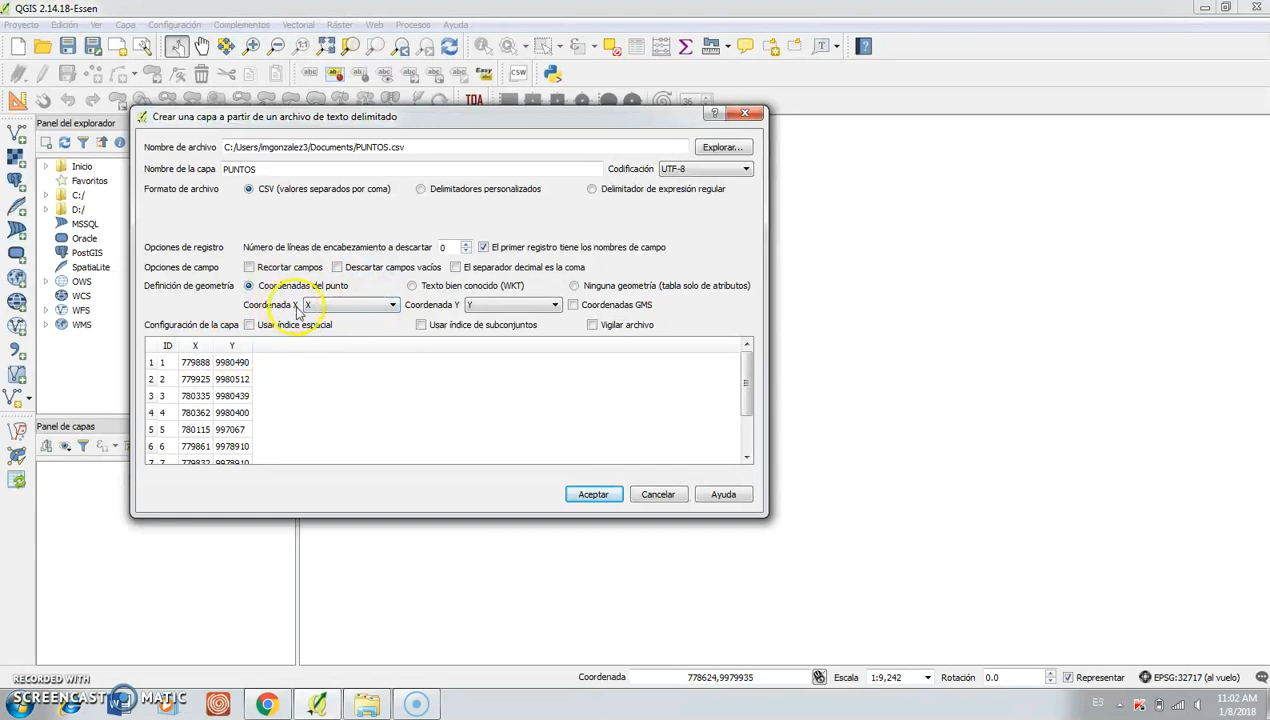 QGIS 2.14.18-Essen
Proyecto Edición Ver Capa Configuración Complementos Vectorial Ráster Web Procesos Ayuda
CSW
Panel del explorador
Inicio
Favoritos
C:/
D:/
MSSQL
Oracle
PostGIS
SpatiaLite
OWS
WCS
WFS
WMS
Panel de capas
Crear una capa a partir de un archivo de texto delimitado
Nombre de archivo C:/Users/imgonzalez3/Documents/PUNTOS.csv Explorar...
Nombre de la capa PUNTOS Codificación UTF-8
Formato de archivo CSV (valores separados por coma) Delimitadores personalizados Delimitador de expresión regular
Opciones de registro Número de líneas de encabezamiento a descartar 0 El primer registro tiene los nombres de campo
Opciones de campo Recortar campos Descartar campos vacíos El separador decimal es la coma
Definición de geometría Coordenadas del punto Texto bien conocido (WKT) Ninguna geometría (tabla solo de atributos)
Coordenada X X Coordenada Y Y Coordenadas GMS
Configuración de la capa Usar índice espacial Usar índice de subconjuntos Vigilar archivo
ID X Y
1 1 779888 9980490
2 2 779925 9980512
3 3 780335 9980439
4 4 780362 9980400
5 5 780115 997067
6 6 779861 9978910
7 7 779832 9978910
Aceptar Cancelar Ayuda
Coordenada 778624,9979935 Escala 1:9,242 Rotación 0.0 Representar EPSG:32717 (al vuelo)
RECORDED WITH
SCREENCAST MATIC
ES 11:02 AM
1/8/2018